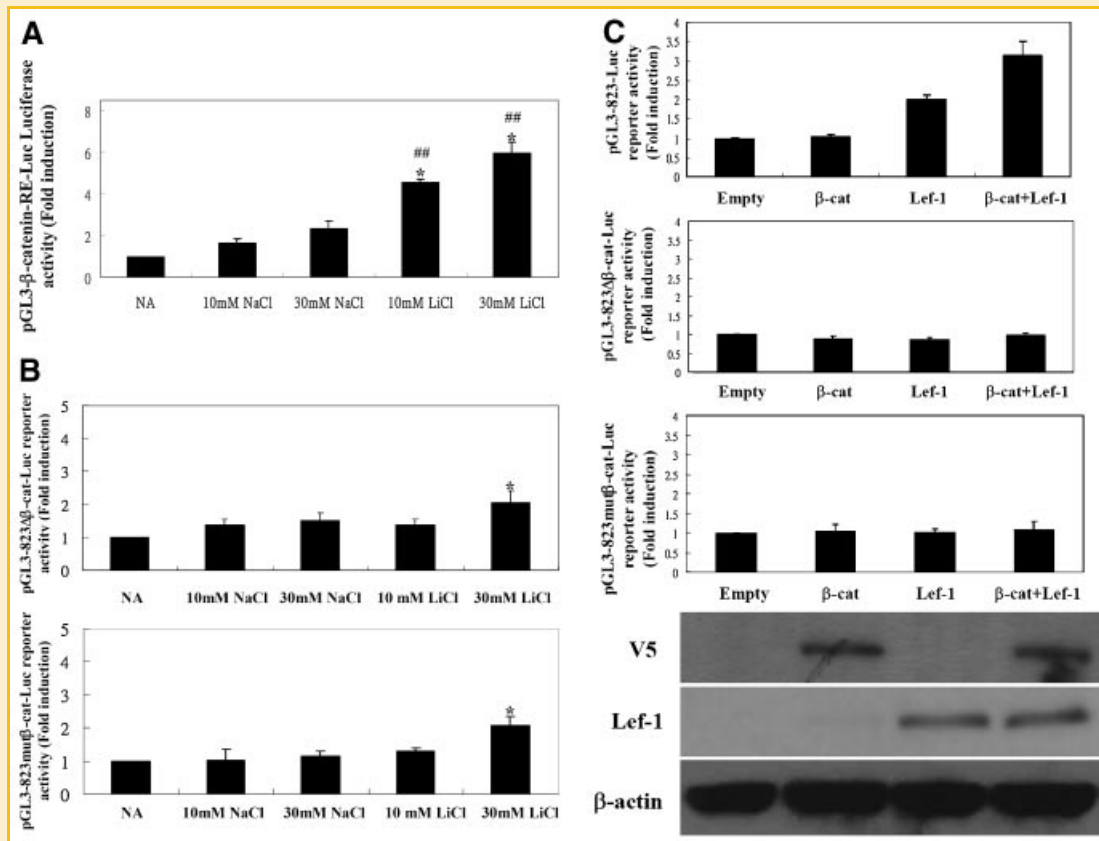 A
pGL3-β-catenin-RE-Luc Luciferase
activity (Fold induction)
8
6
4
2
0
##
*
##
*
NA 10mM NaCl 30mM NaCl 10mM LiCl 30mM LiCl
B
pGL3-823Δβ-cat-Luc reporter
activity (Fold induction)
5
4
3
2
1
0
*
NA 10mM NaCl 30mM NaCl 10 mM LiCl 30mM LiCl
pGL3-823mutβ-cat-Luc reporter
activity (Fold induction)
5
4
3
2
1
0
*
NA 10mM NaCl 30mM NaCl 10 mM LiCl 30mM LiCl
C
pGL3-823-Luc
reporter activity
(Fold induction)
4
3.5
3
2.5
2
1.5
1
0.5
0
Empty β-cat Lef-1 β-cat+Lef-1
pGL3-823Δβ-cat-Luc
reporter activity
(Fold induction)
4
3.5
3
2.5
2
1.5
1
0.5
0
Empty β-cat Lef-1 β-cat+Lef-1
pGL3-823mutβ-cat-Luc
reporter activity
(Fold induction)
4
3.5
3
2.5
2
1.5
1
0.5
0
Empty β-cat Lef-1 β-cat+Lef-1
V5
Lef-1
β-actin